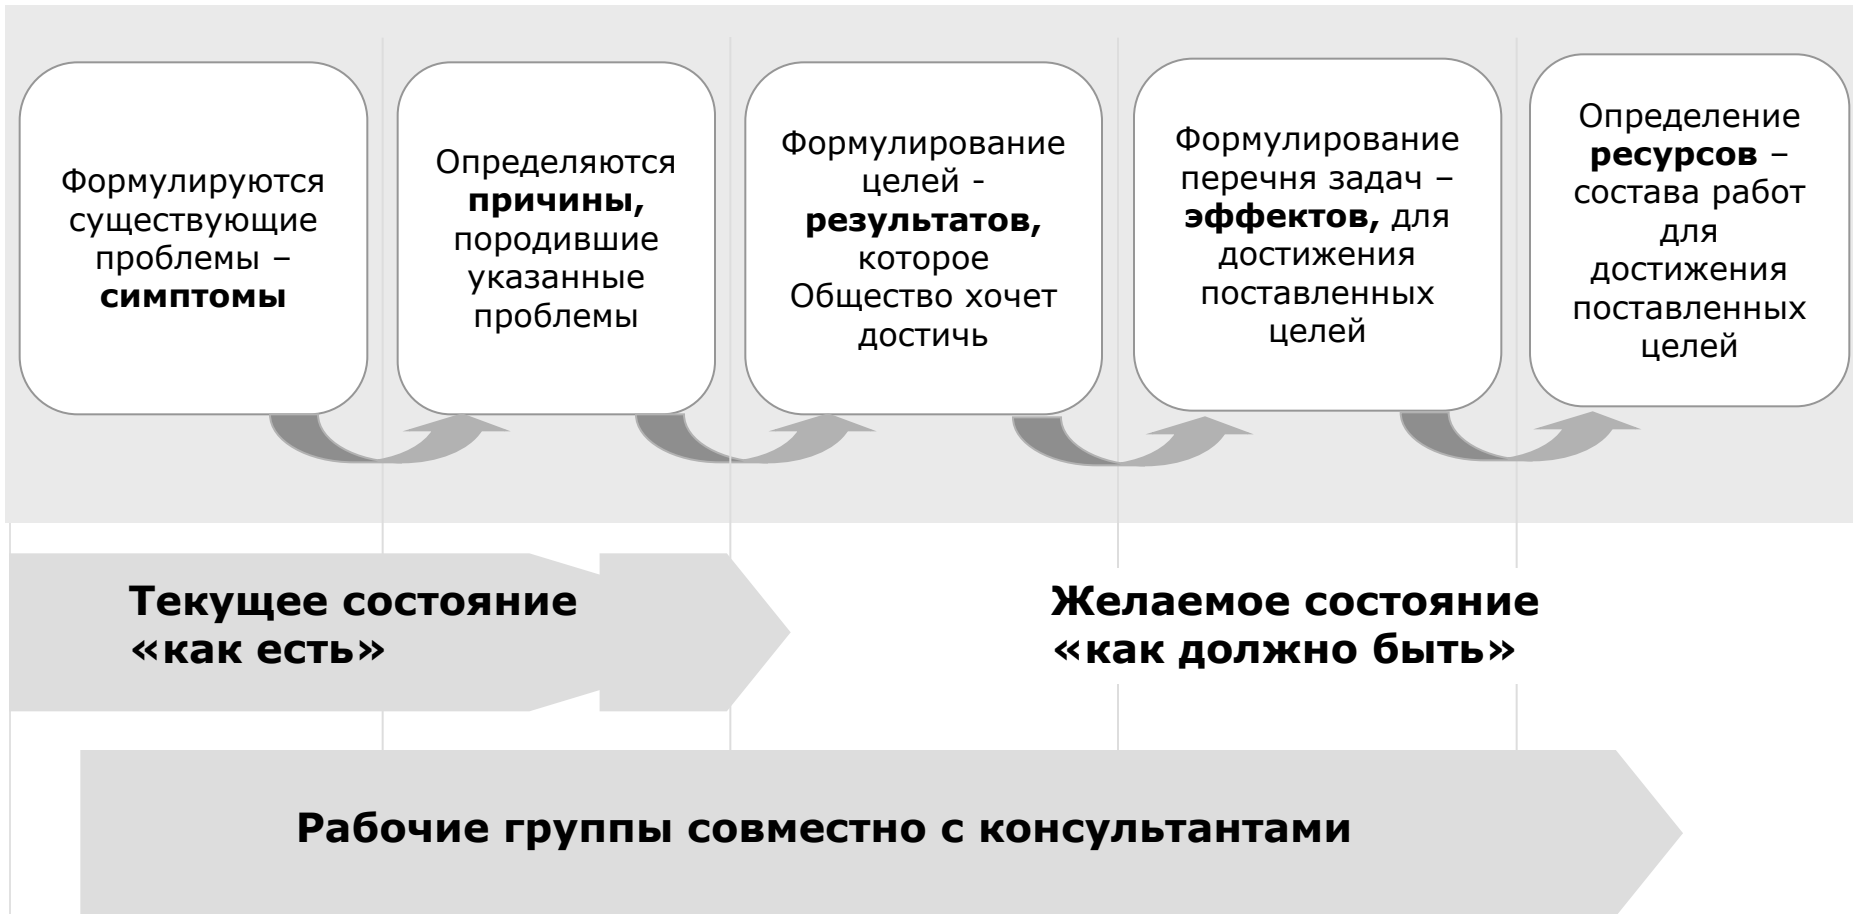 Формулируются
существующие
проблемы –
симптомы
Определяются
причины,
породившие
указанные
проблемы
Формулирование
целей -
результатов,
которое
Общество хочет
достичь
Формулирование
перечня задач –
эффектов, для
достижения
поставленных
целей
Определение
ресурсов –
состава работ
для
достижения
поставленных
целей
Текущее состояние
«как есть»
Желаемое состояние
«как должно быть»
Рабочие группы совместно с консультантами